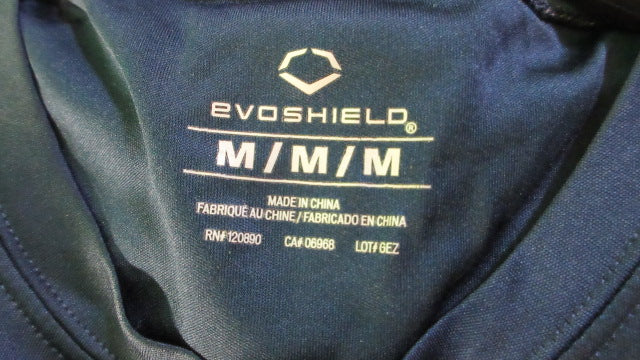 evoshield®
M/M/M
MADE IN CHINA
FABRIQUÉ AU CHINE/FABRICADO EN CHINA
RN#120890 CA# 06968 LOT# GEZ